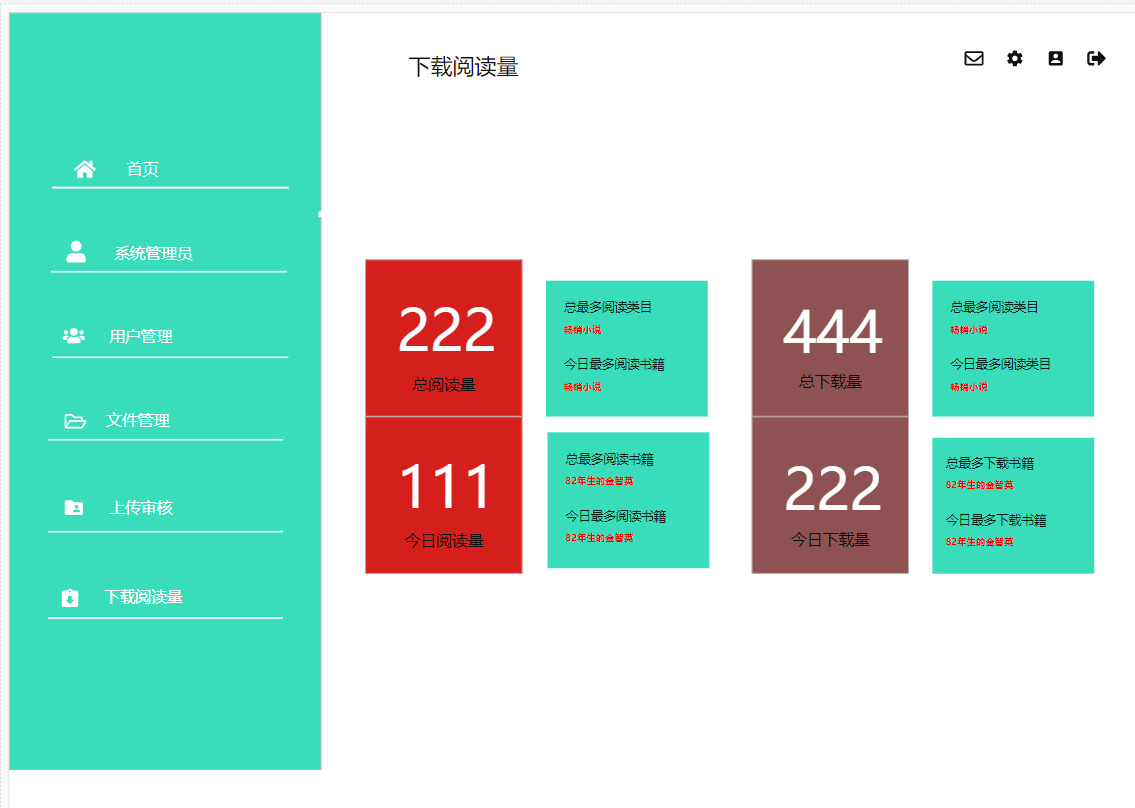 下载阅读量
首页
系统管理员
用户管理
文件管理
上传审核
下载阅读量
222
总阅读量
总最多阅读类目
畅销小说
今日最多阅读书籍
畅销小说
444
总下载量
总最多阅读类目
畅销小说
今日最多阅读类目
畅销小说
111
今日阅读量
总最多阅读书籍
82年生的金智英
今日最多阅读书籍
82年生的金智英
222
今日下载量
总最多下载书籍
82年生的金智英
今日最多下载书籍
82年生的金智英